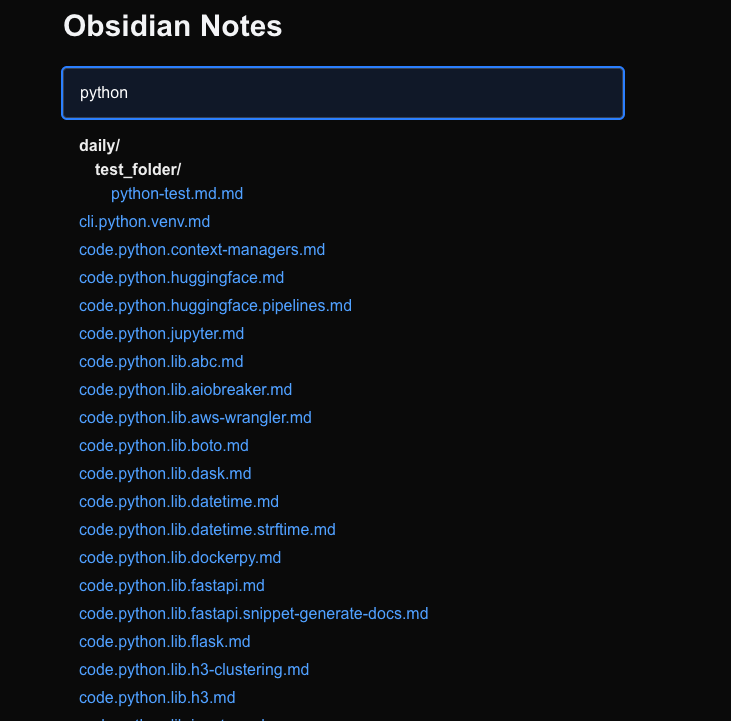 Obsidian Notes
python
daily/
test_folder/
python-test.md.md
cli.python.venv.md
code.python.context-managers.md
code.python.huggingface.md
code.python.huggingface.pipelines.md
code.python.jupyter.md
code.python.lib.abc.md
code.python.lib.aiobreaker.md
code.python.lib.aws-wrangler.md
code.python.lib.boto.md
code.python.lib.dask.md
code.python.lib.datetime.md
code.python.lib.datetime.strftime.md
code.python.lib.dockerpy.md
code.python.lib.fastapi.md
code.python.lib.fastapi.snippet-generate-docs.md
code.python.lib.flask.md
code.python.lib.h3-clustering.md
code.python.lib.h3.md